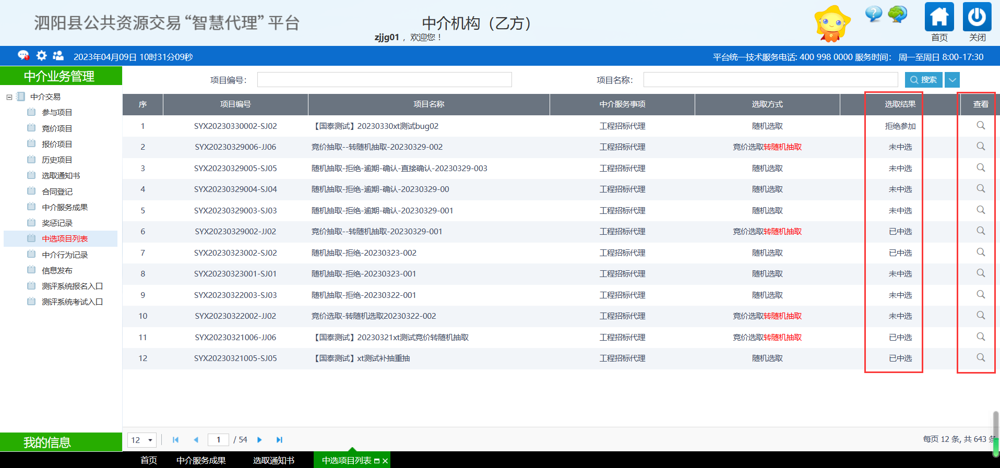 泗阳县公共资源交易“智慧代理”平台
中介机构（乙方）
zjjg01 ，欢迎您！
首页
关闭
2023年04月09日 10时31分09秒
平台统一技术服务电话: 400 998 0000 服务时间： 周一至周日 8:00-17:30
中介业务管理
中介交易
参与项目
竞价项目
报价项目
历史项目
选取通知书
合同登记
中介服务成果
奖惩记录
中选项目列表
中介行为记录
信息发布
测评系统报名入口
测评系统考试入口
我的信息
项目编号： 项目名称： 搜索
序 项目编号 项目名称 中介服务事项 选取方式 选取结果 查看
1 SYX20230330002-SJ02 【国泰测试】20230330xt测试bug02 工程招标代理 随机选取 拒绝参加
2 SYX20230329006-JJ06 竞价抽取--转随机抽取-20230329-002 工程招标代理 竞价选取转随机抽取 未中选
3 SYX20230329005-SJ05 随机抽取-拒绝-逾期-确认-直接确认-20230329-003 工程招标代理 随机选取 未中选
4 SYX20230329004-SJ04 随机抽取-拒绝-逾期-确认-20230329-00 工程招标代理 随机选取 未中选
5 SYX20230329003-SJ03 随机抽取-拒绝-逾期-确认-20230329-001 工程招标代理 随机选取 未中选
6 SYX20230329002-JJ02 竞价抽取--转随机抽取-20230329-001 工程招标代理 竞价选取转随机抽取 已中选
7 SYX20230323002-SJ02 随机抽取-拒绝-20230323-002 工程招标代理 随机选取 已中选
8 SYX20230323001-SJ01 随机抽取-拒绝-20230323-001 工程招标代理 随机选取 未中选
9 SYX20230322003-SJ03 随机抽取-拒绝-20230322-001 工程招标代理 随机选取 未中选
10 SYX20230322002-JJ02 竞价选取-转随机选取20230322-002 工程招标代理 竞价选取转随机抽取 未中选
11 SYX20230321006-JJ06 【国泰测试】20230321xt测试竞价转随机抽取 工程招标代理 竞价选取转随机抽取 已中选
12 SYX20230321005-SJ05 【国泰测试】xt测试补抽重抽 工程招标代理 随机选取 已中选
12 1 / 54 每页 12 条, 共 643 条
首页 中介服务成果 选取通知书 中选项目列表